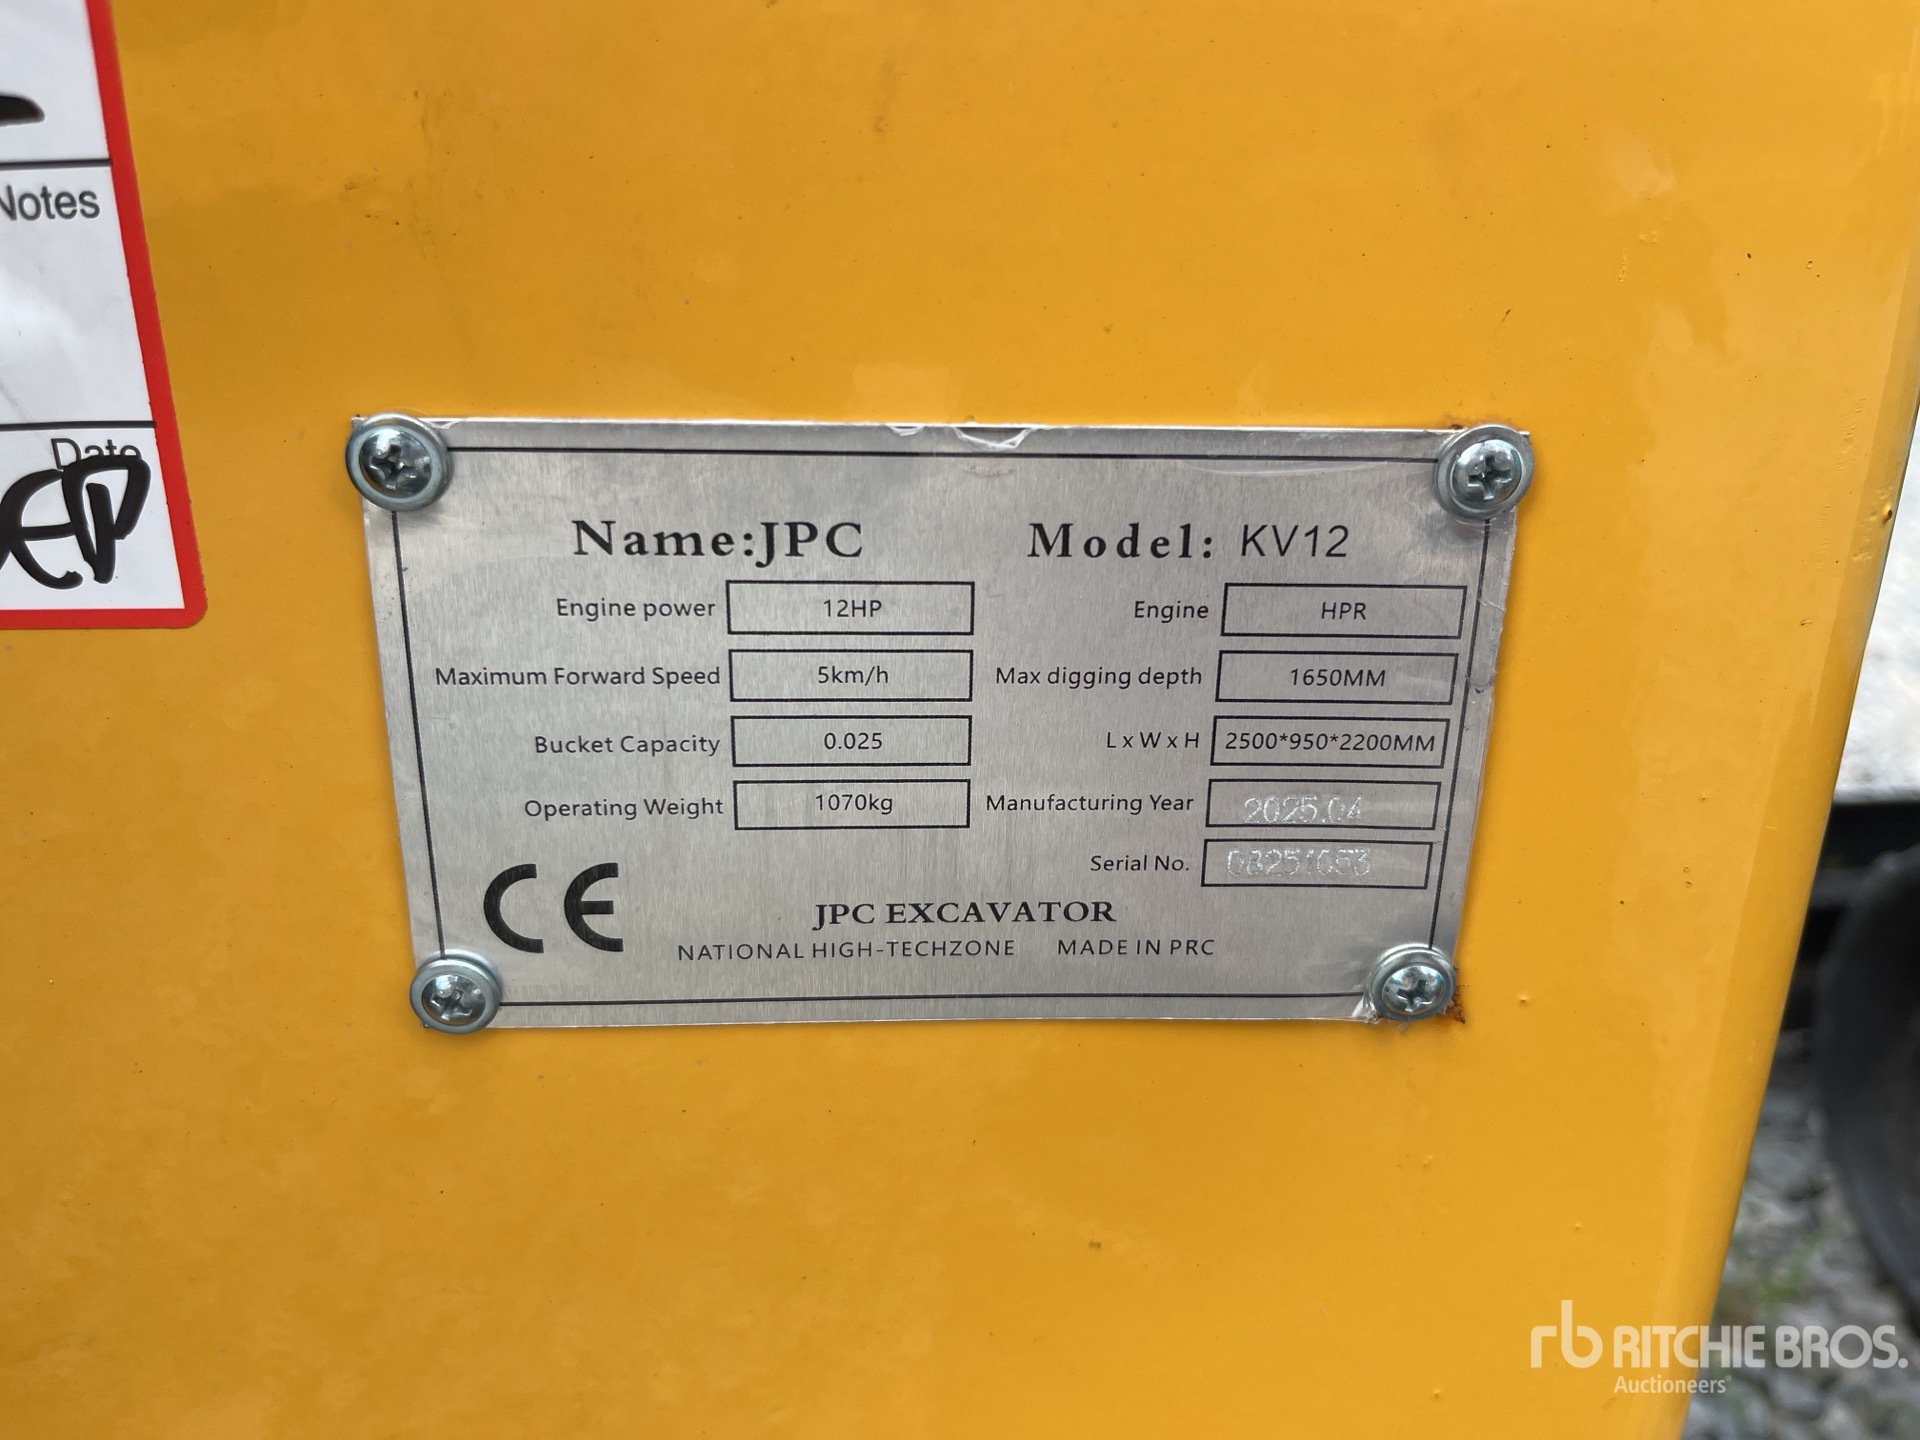 Notes
Date
Name:JPC Model: KV12
Engine power 12HP Engine HPR
Maximum Forward Speed 5km/h Max digging depth 1650MM
Bucket Capacity 0.025 L x W x H 2500*950*2200MM
Operating Weight 1070kg Manufacturing Year 2025.04
Serial No.
CE
JPC EXCAVATOR
NATIONAL HIGH-TECHZONE MADE IN PRC
rb RITCHIE BROS.
Auctioneers